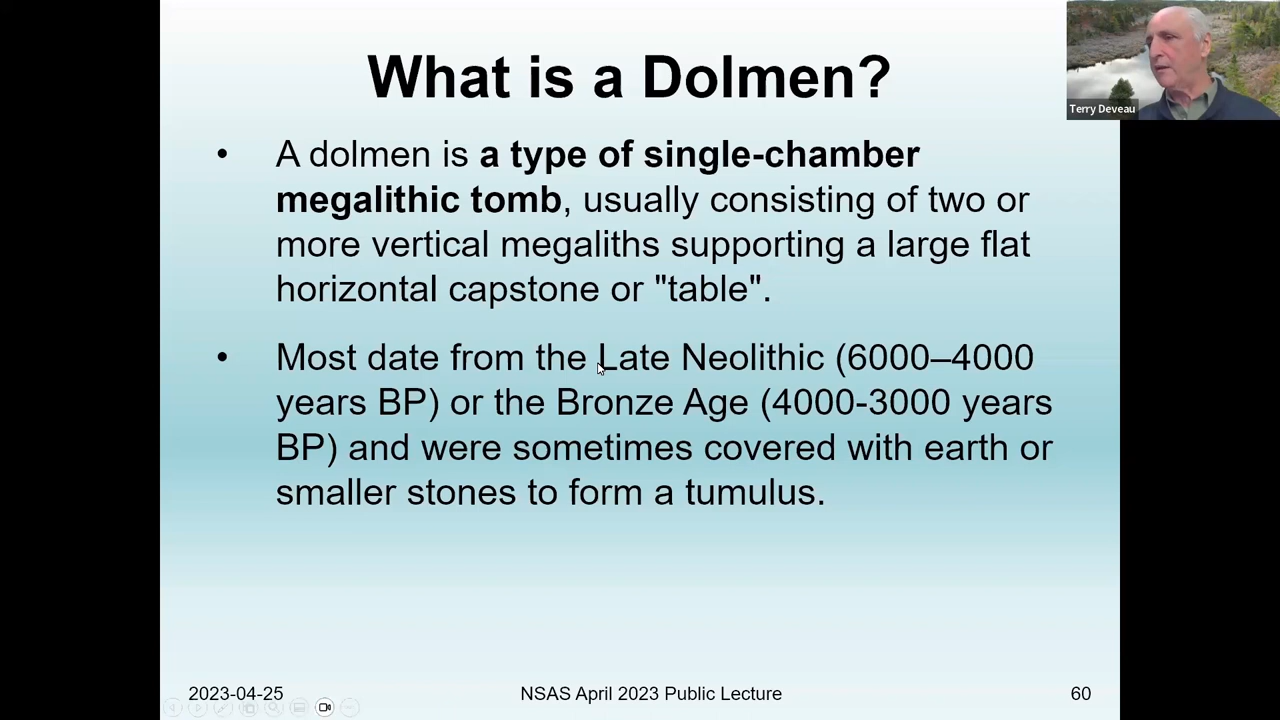 What is a Dolmen?
Terry Deveau
• A dolmen is a type of single-chamber
megalithic tomb, usually consisting of two or
more vertical megaliths supporting a large flat
horizontal capstone or "table".
• Most date from the Late Neolithic (6000–4000
years BP) or the Bronze Age (4000-3000 years
BP) and were sometimes covered with earth or
smaller stones to form a tumulus.
2023-04-25 NSAS April 2023 Public Lecture 60